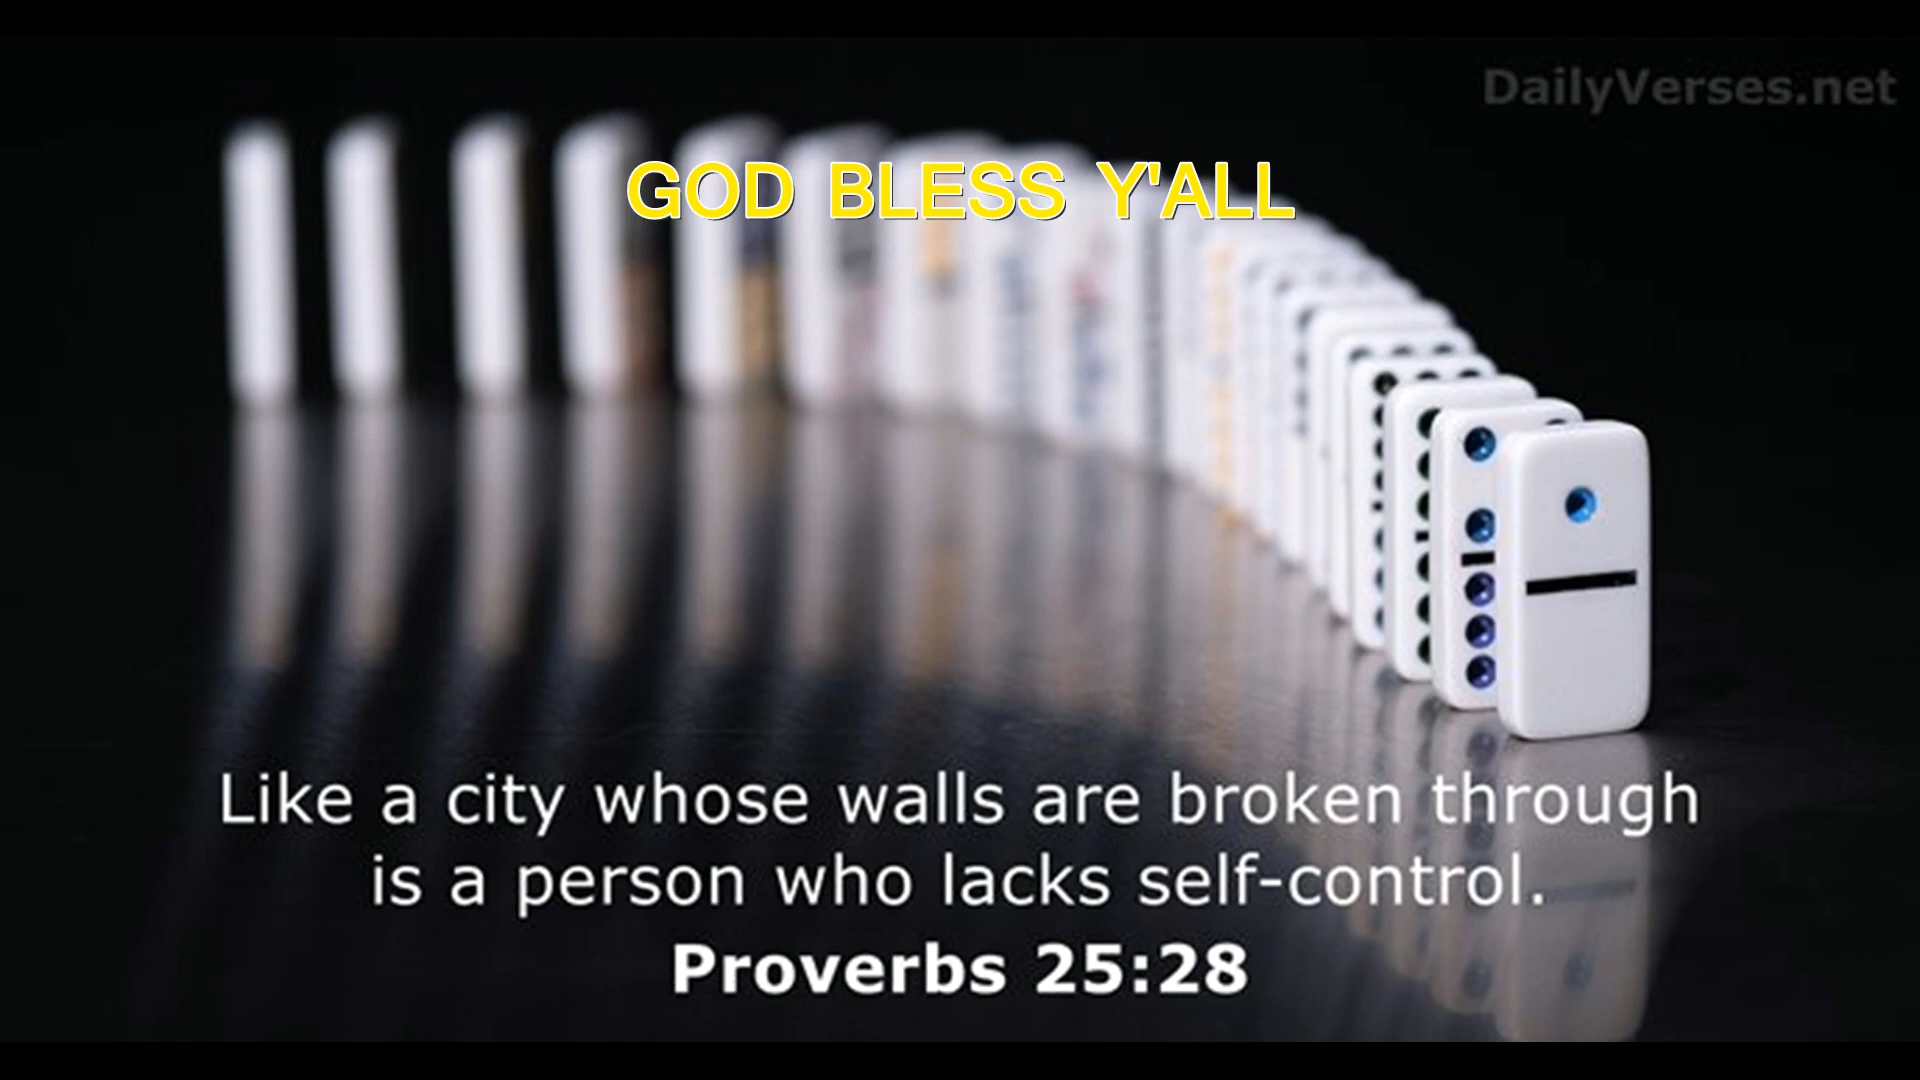 DailyVerses.net
GOD BLESS Y'ALL
Like a city whose walls are broken through
is a person who lacks self-control.
Proverbs 25:28